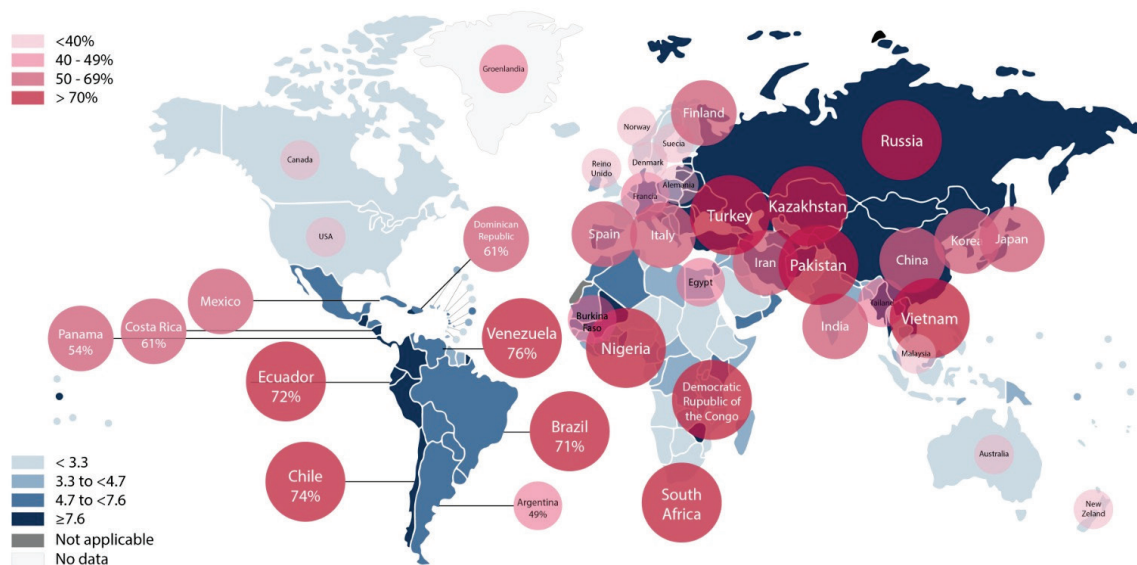 <40%
40 - 49%
50 - 69%
> 70%
Groenlandia
Canada
USA
Norway
Finland
Suecia
Reino
Unido
Denmark
Alemania
Francia
Russia
Dominican
Republic
61%
Spain
Italy
Turkey
Kazakhstan
Iran
Pakistan
China
Korea
Japan
Mexico
Panama
54%
Costa Rica
61%
Venezuela
76%
Egypt
Burkina
Faso
Nigeria
India
Vietnam
Malaysia
Ecuador
72%
Democratic
Rupublic of
the Congo
Brazil
71%
Chile
74%
Argentina
49%
South
Africa
Australia
New
Zeland
< 3.3
3.3 to <4.7
4.7 to <7.6
≥7.6
Not applicable
No data